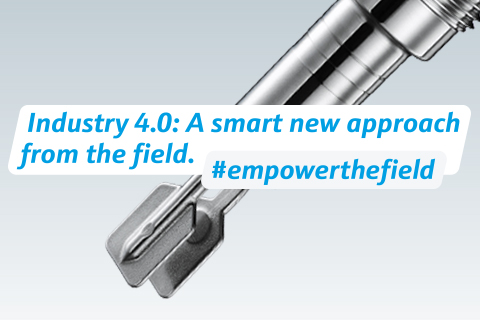 Industry 4.0: A smart new approach
from the field.
#empowerthefield